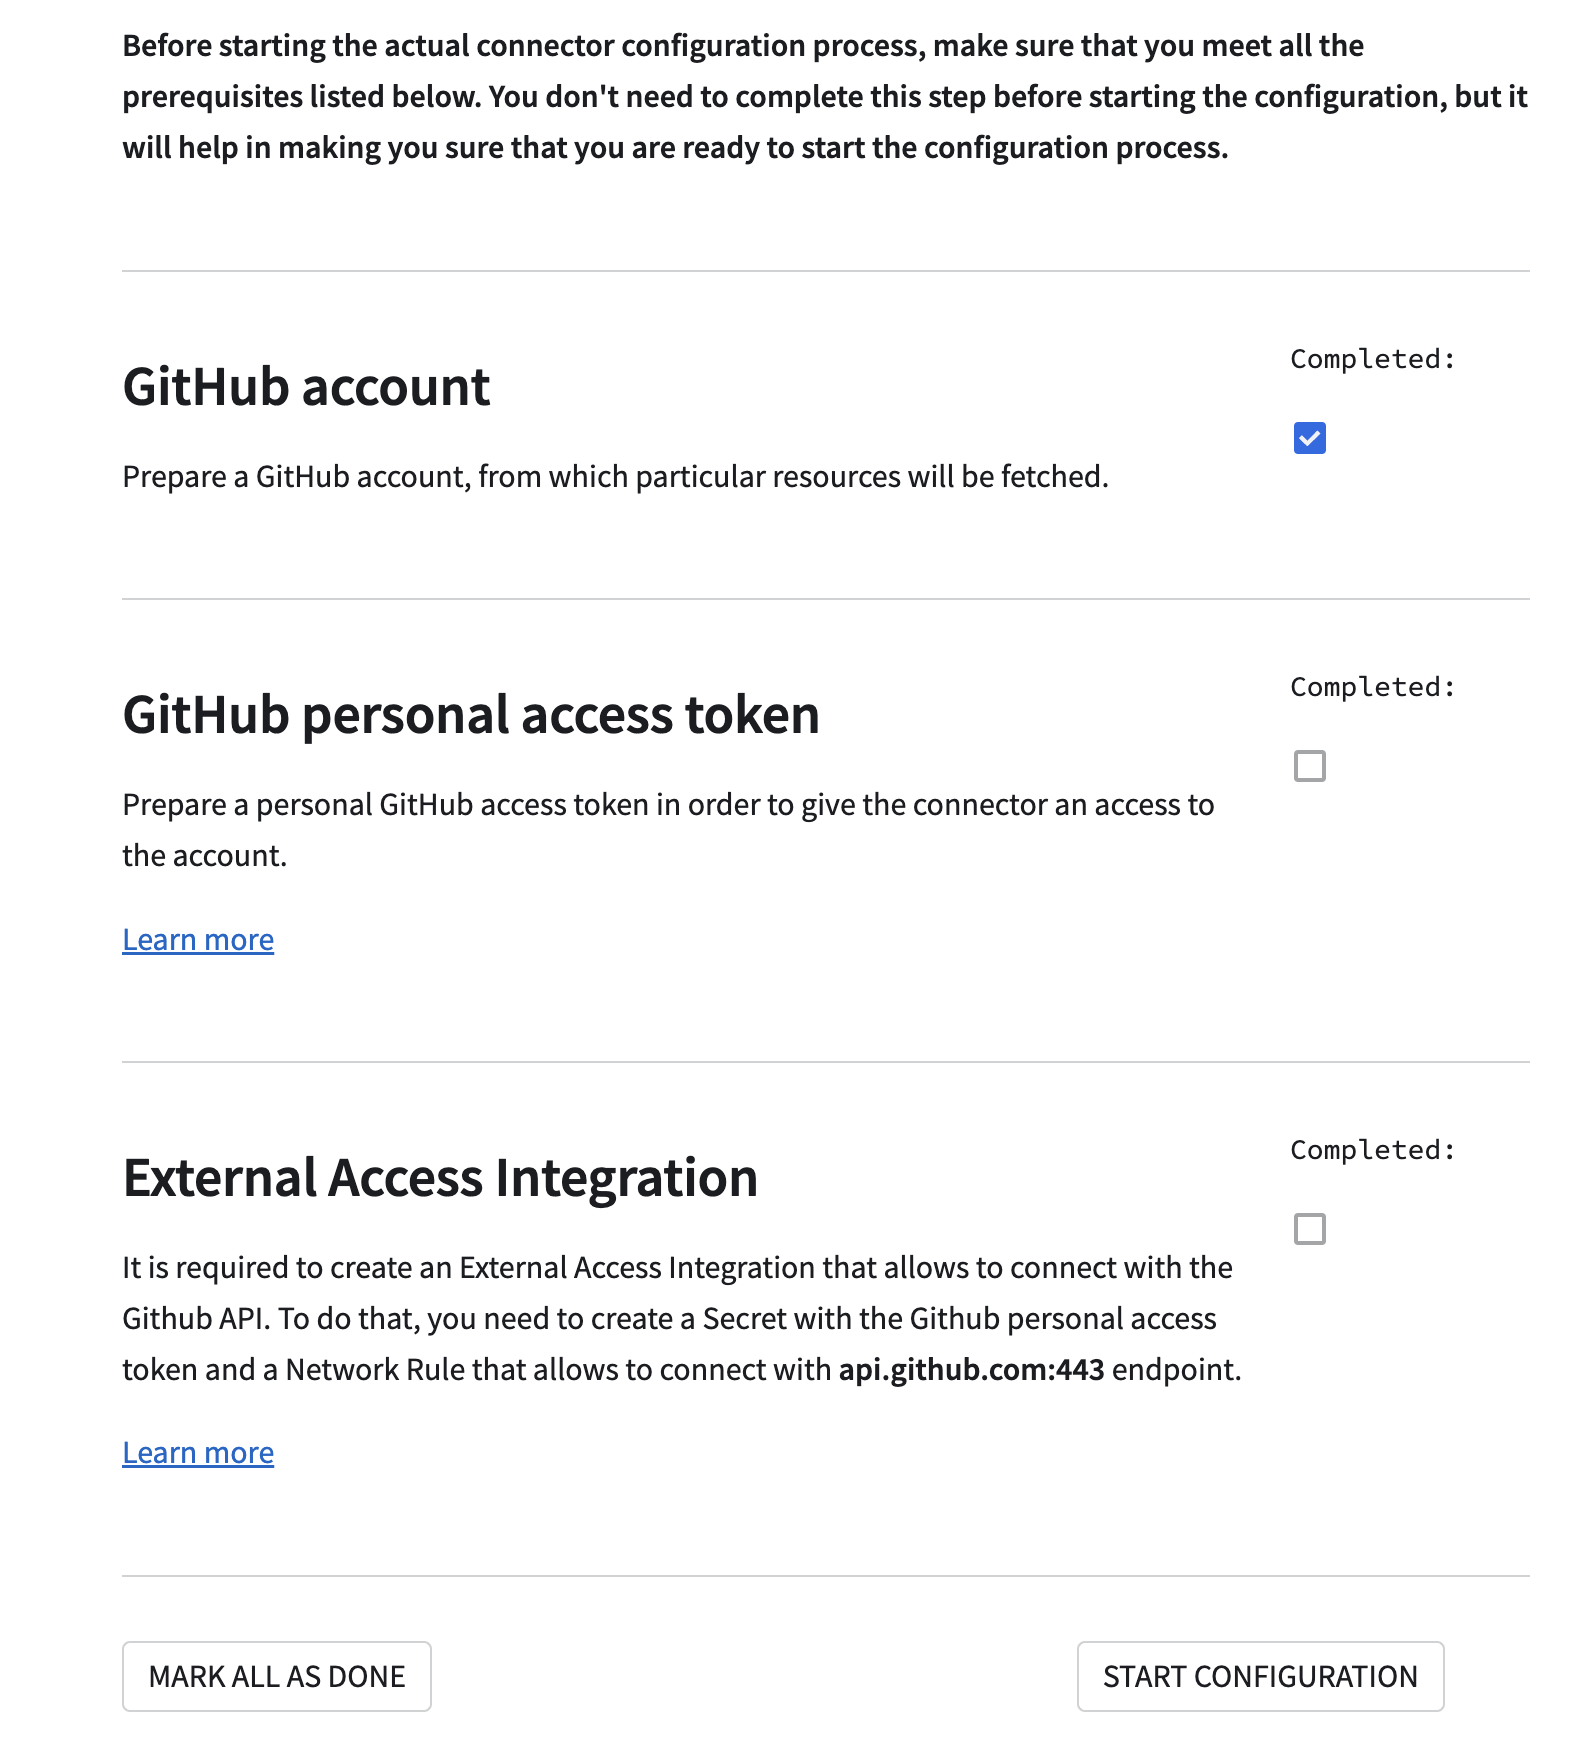 Before starting the actual connector configuration process, make sure that you meet all the
prerequisites listed below. You don't need to complete this step before starting the configuration, but it
will help in making you sure that you are ready to start the configuration process.
GitHub account
Completed:
Prepare a GitHub account, from which particular resources will be fetched.
GitHub personal access token
Completed:
Prepare a personal GitHub access token in order to give the connector an access to
the account.
Learn more
External Access Integration
Completed:
It is required to create an External Access Integration that allows to connect with the
Github API. To do that, you need to create a Secret with the Github personal access
token and a Network Rule that allows to connect with api.github.com:443 endpoint.
Learn more
MARK ALL AS DONE
START CONFIGURATION